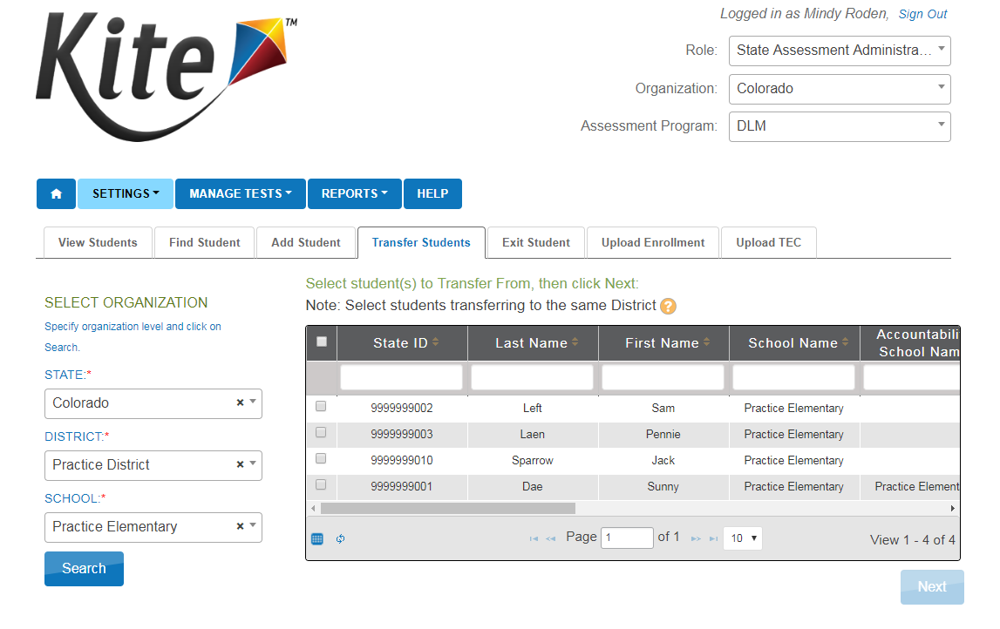 Kite™
Logged in as Mindy Roden, Sign Out
Role: State Assessment Administra...
Organization: Colorado
Assessment Program: DLM
SETTINGS MANAGE TESTS REPORTS HELP
View Students Find Student Add Student Transfer Students Exit Student Upload Enrollment Upload TEC
SELECT ORGANIZATION
Specify organization level and click on
Search.
STATE:*
Colorado
DISTRICT:*
Practice District
SCHOOL:*
Practice Elementary
Search
Select student(s) to Transfer From, then click Next:
Note: Select students transferring to the same District ?
State ID Last Name First Name School Name Accountabili
School Nam
9999999002 Left Sam Practice Elementary
9999999003 Laen Pennie Practice Elementary
9999999010 Sparrow Jack Practice Elementary
9999999001 Dae Sunny Practice Elementary Practice Element
Page 1 of 1 10 View 1 - 4 of 4
Next